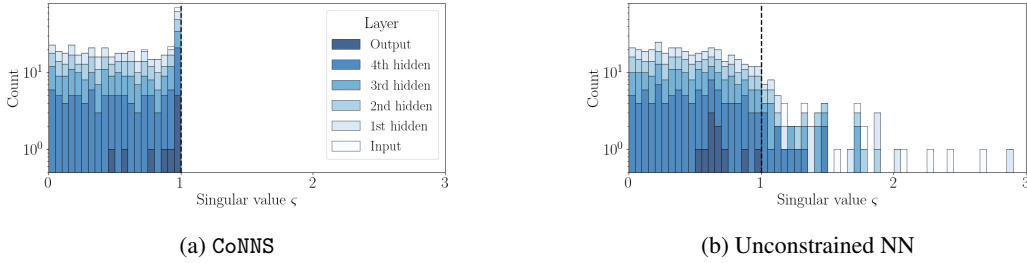 Count
10^1
10^0
0
1
2
3
Singular value ς
Layer
Output
4th hidden
3rd hidden
2nd hidden
1st hidden
Input
(a) CoNNS
Count
10^1
10^0
0
1
2
3
Singular value ς
(b) Unconstrained NN